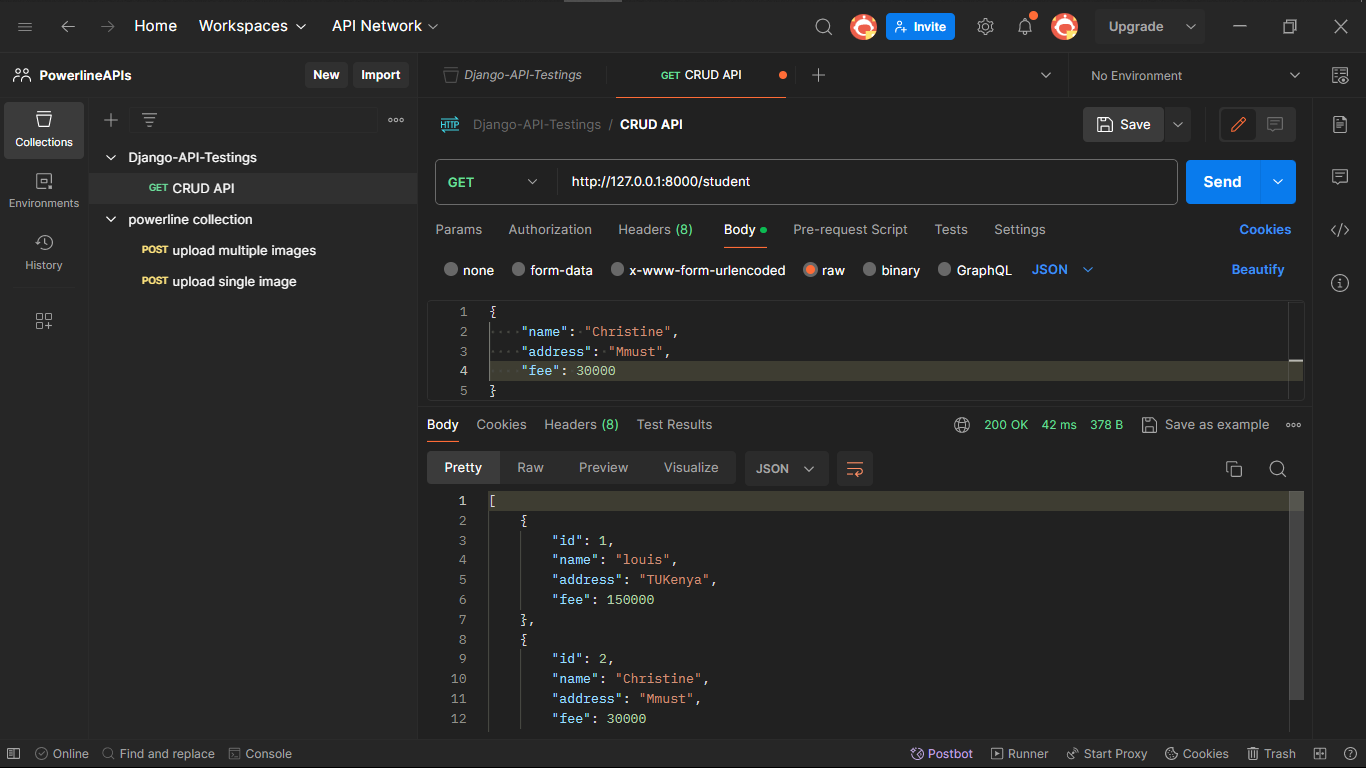 Home Workspaces API Network Invite Upgrade
PowerlineAPIs New Import Django-API-Testings GET CRUD API No Environment
Collections
Environments
History
Django-API-Testings
GET CRUD API
powerline collection
POST upload multiple images
POST upload single image
HTTP Django-API-Testings / CRUD API Save
GET http://127.0.0.1:8000/student Send
Params Authorization Headers (8) Body Pre-request Script Tests Settings Cookies
none form-data x-www-form-urlencoded raw binary GraphQL JSON Beautify
1 {
2 "name": "Christine",
3 "address": "Mmust",
4 "fee": 30000
5 }
Body Cookies Headers (8) Test Results 200 OK 42 ms 378 B Save as example
Pretty Raw Preview Visualize JSON
1 [
2 {
3 "id": 1,
4 "name": "louis",
5 "address": "TUKenya",
6 "fee": 150000
7 },
8 {
9 "id": 2,
10 "name": "Christine",
11 "address": "Mmust",
12 "fee": 30000
Online Find and replace Console Postbot Runner Start Proxy Cookies Trash